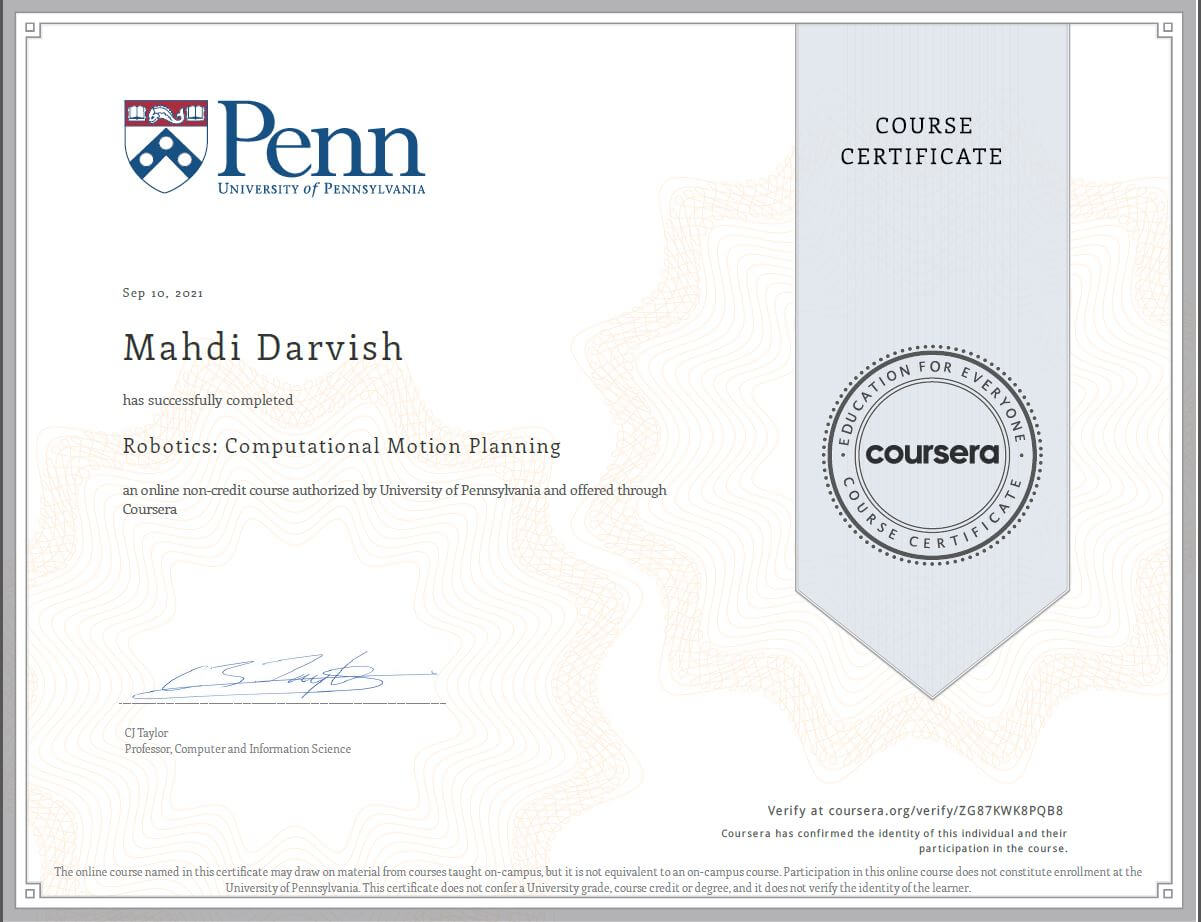 Penn
UNIVERSITY of PENNSYLVANIA
COURSE
CERTIFICATE
Sep 10, 2021
Mahdi Darvish
has successfully completed
Robotics: Computational Motion Planning
an online non-credit course authorized by University of Pennsylvania and offered through
Coursera
EDUCATION FOR EVERYONE
coursera
COURSE CERTIFICATE
CJ Taylor
Professor, Computer and Information Science
Verify at coursera.org/verify/ZG87KWK8PQB8
Coursera has confirmed the identity of this individual and their
participation in the course.
The online course named in this certificate may draw on material from courses taught on-campus, but it is not equivalent to an on-campus course. Participation in this online course does not constitute enrollment at the
University of Pennsylvania. This certificate does not confer a University grade, course credit or degree, and it does not verify the identity of the learner.